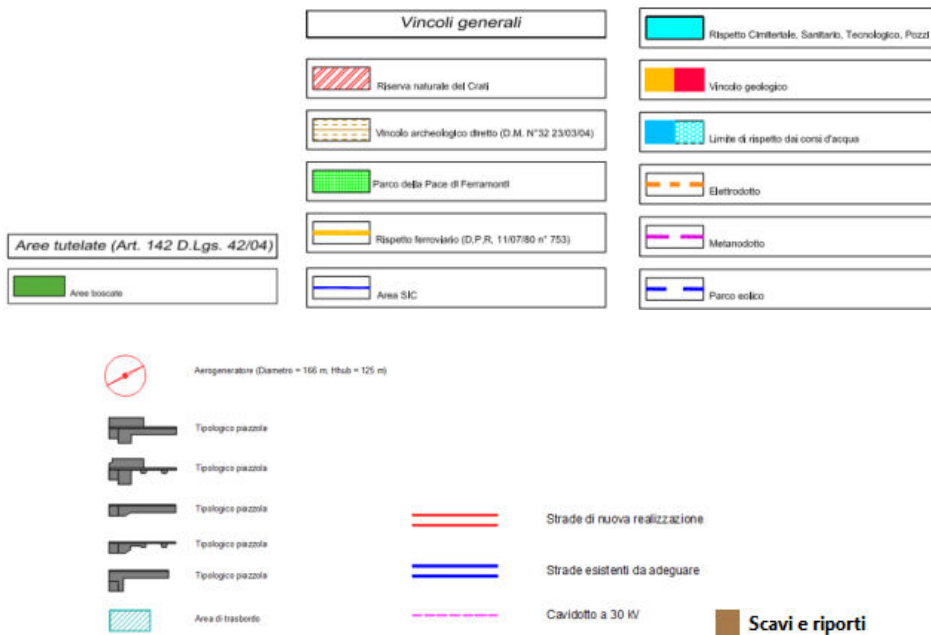 Vincoli generali
Riserva naturale del Crati
Vincolo archeologico diretto (D.M. N°32 23/03/04)
Parco della Pace di Ferramonti
Rispetto ferroviario (D.P.R. 11/07/80 n° 753)
Area SIC
Rispetto Cimiteriale, Sanitario, Tecnologico, Pozzi
Vincolo geologico
Limite di rispetto dai corsi d'acqua
Elettrodotto
Metanodotto
Parco eolico
Aree tutelate (Art. 142 D.Lgs. 42/04)
Aree boscate
Aerogeneratore (Diametro = 166 m, Hhub = 125 m)
Tipologico piazzola
Tipologico piazzola
Tipologico piazzola
Tipologico piazzola
Tipologico piazzola
Area di trasbordo
Strade di nuova realizzazione
Strade esistenti da adeguare
Cavidotto a 30 kV
Scavi e riporti